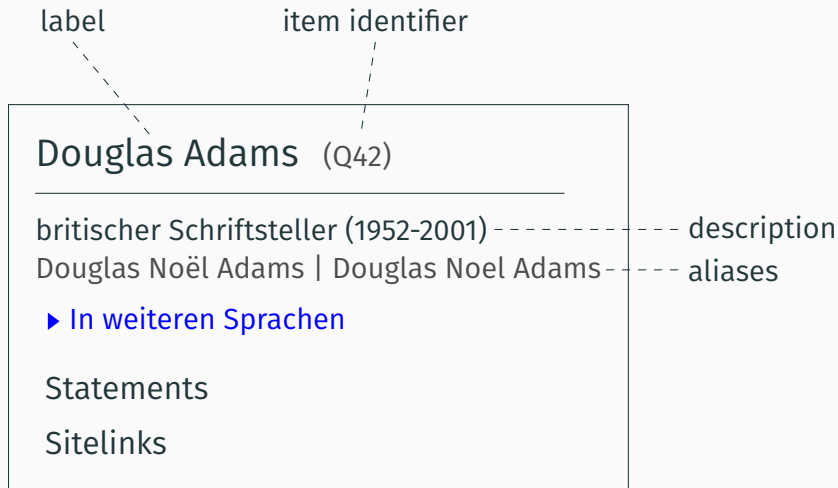 label item identifier
Douglas Adams (Q42)
britischer Schriftsteller (1952-2001) description
Douglas Noël Adams | Douglas Noel Adams aliases
In weiteren Sprachen
Statements
Sitelinks